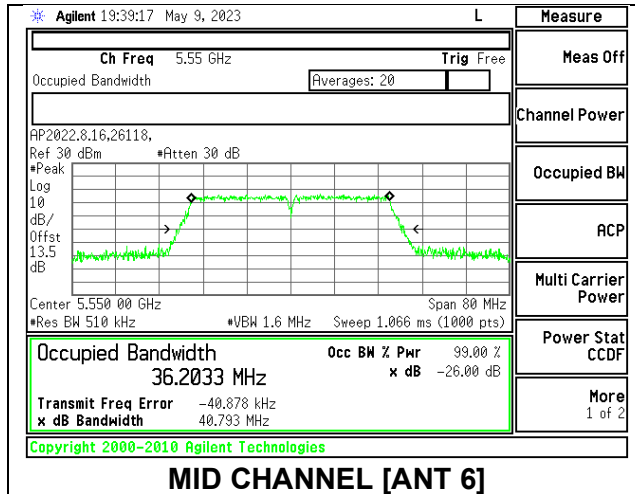 Agilent 19:39:17 May 9, 2023 L
Measure
Ch Freq 5.55 GHz Trig Free
Occupied Bandwidth Averages: 20
AP2022.8.16,26118,
Ref 30 dBm #Atten 30 dB
#Peak
Log
10
dB/
Offst
13.5
dB
Center 5.550 00 GHz Span 80 MHz
#Res BW 510 kHz #VBW 1.6 MHz Sweep 1.066 ms (1000 pts)
Occupied Bandwidth Occ BW % Pwr 99.00 %
36.2033 MHz x dB -26.00 dB
Transmit Freq Error -40.878 kHz
x dB Bandwidth 40.793 MHz
Copyright 2000-2010 Agilent Technologies
Meas Off
Channel Power
Occupied BW
ACP
Multi Carrier
Power
Power Stat
CCDF
More
1 of 2
MID CHANNEL [ANT 6]